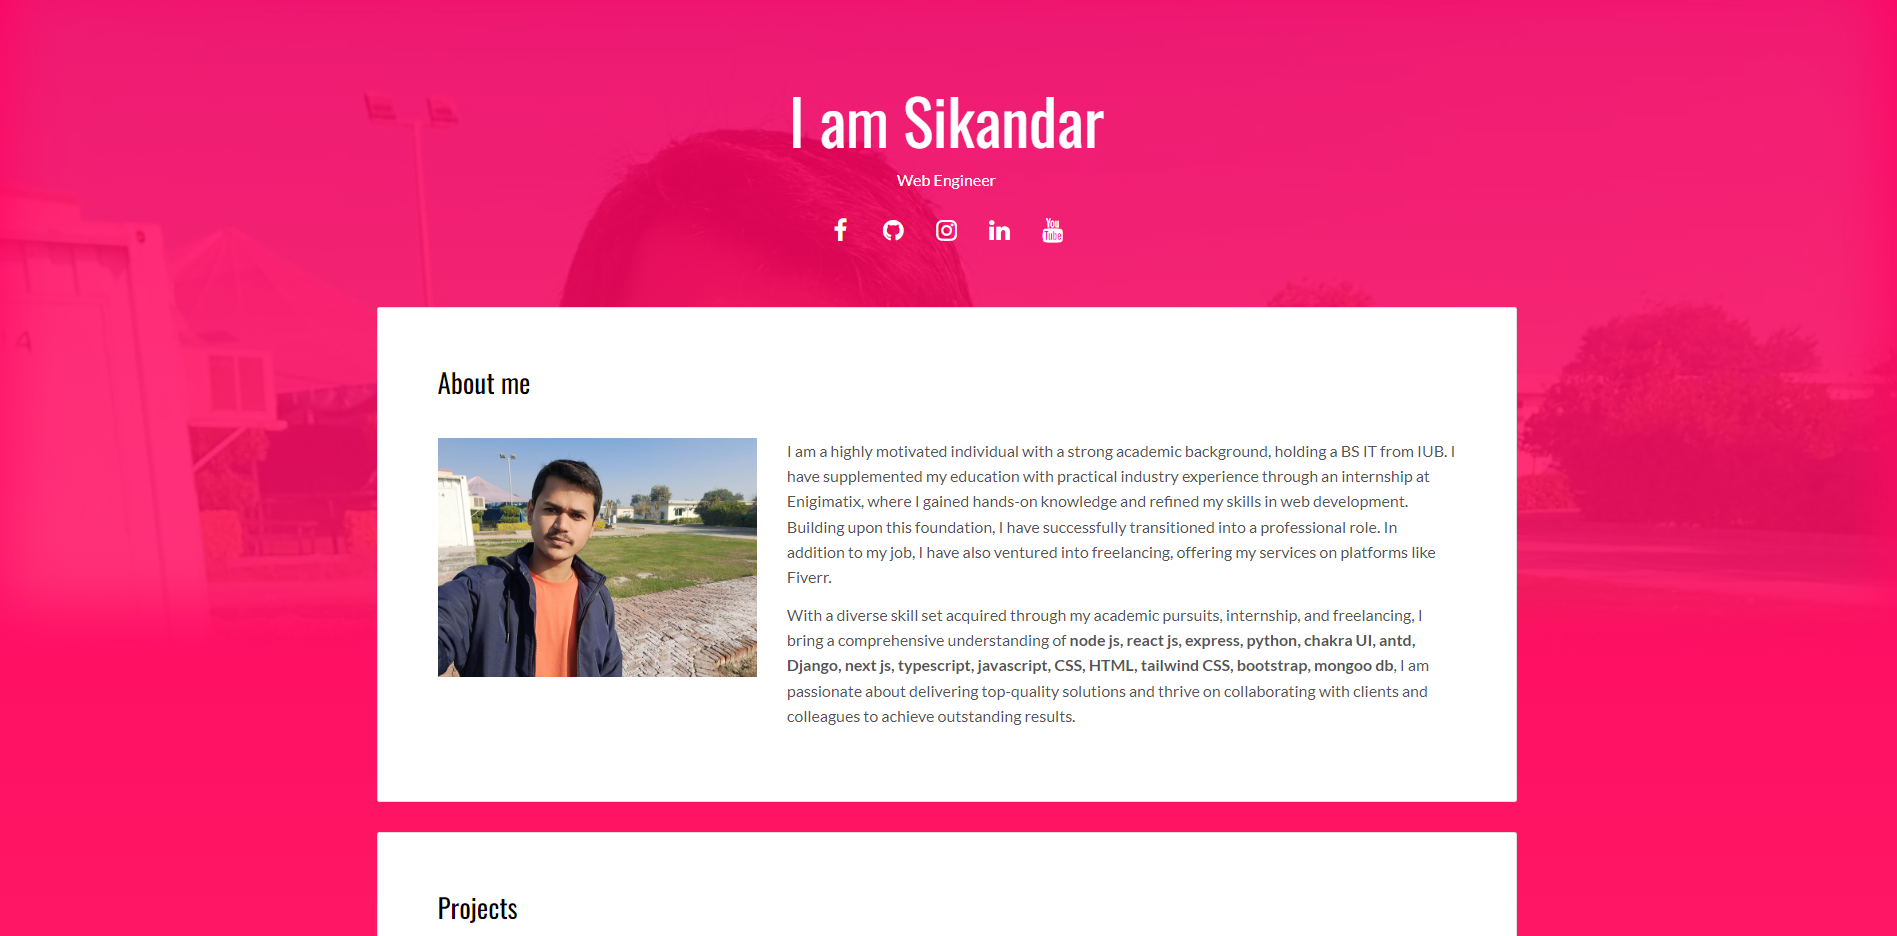 I am Sikandar
Web Engineer
You
Tube
About me
I am a highly motivated individual with a strong academic background, holding a BS IT from IUB. I
have supplemented my education with practical industry experience through an internship at
Enigimatix, where I gained hands-on knowledge and refined my skills in web development.
Building upon this foundation, I have successfully transitioned into a professional role. In
addition to my job, I have also ventured into freelancing, offering my services on platforms like
Fiverr.
With a diverse skill set acquired through my academic pursuits, internship, and freelancing, I
bring a comprehensive understanding of node js, react js, express, python, chakra UI, antd,
Django, next js, typescript, javascript, CSS, HTML, tailwind CSS, bootstrap, mongoo db, I am
passionate about delivering top-quality solutions and thrive on collaborating with clients and
colleagues to achieve outstanding results.
Projects